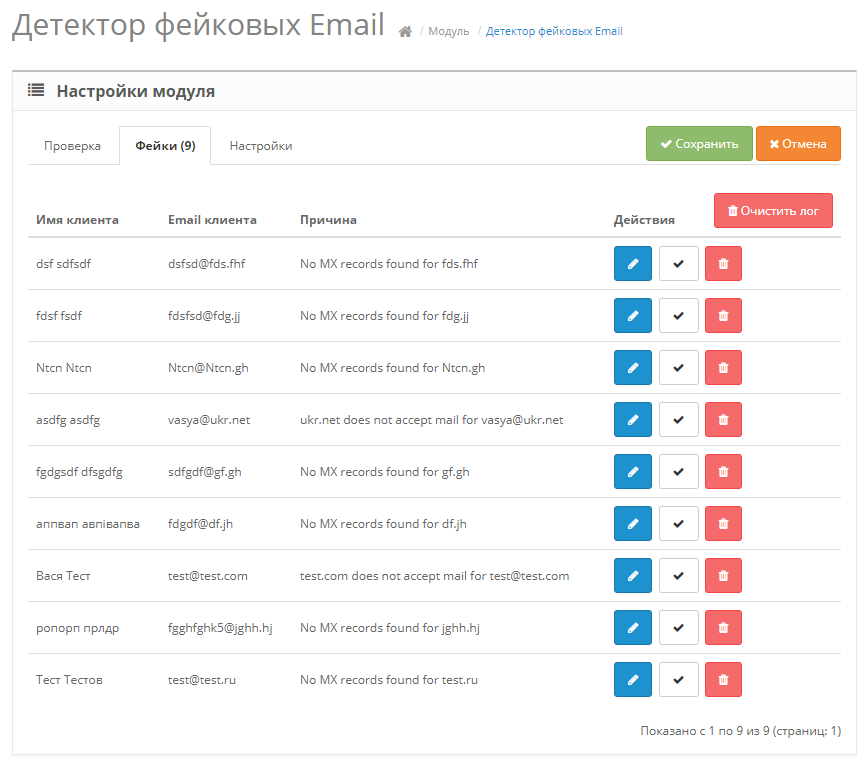 Детектор фейковых Email / Модуль / Детектор фейковых Email
Настройки модуля
Проверка Фейки (9) Настройки Сохранить Отмена
Очистить лог
Имя клиента Email клиента Причина Действия
dsf sdfsdf dsfsd@fds.fhf No MX records found for fds.fhf
fdsf fsdf fdsfsd@fdg.jj No MX records found for fdg.jj
Ntcn Ntcn Ntcn@Ntcn.gh No MX records found for Ntcn.gh
asdfg asdfg vasya@ukr.net ukr.net does not accept mail for vasya@ukr.net
fgdgsdf dfsgdfg sdfgdf@gf.gh No MX records found for gf.gh
аппвап авпівапва fdgdf@df.jh No MX records found for df.jh
Вася Тест test@test.com test.com does not accept mail for test@test.com
ропорп прлдр fgghfghk5@jghh.hj No MX records found for jghh.hj
Тест Тестов test@test.ru No MX records found for test.ru
Показано с 1 по 9 из 9 (страниц: 1)